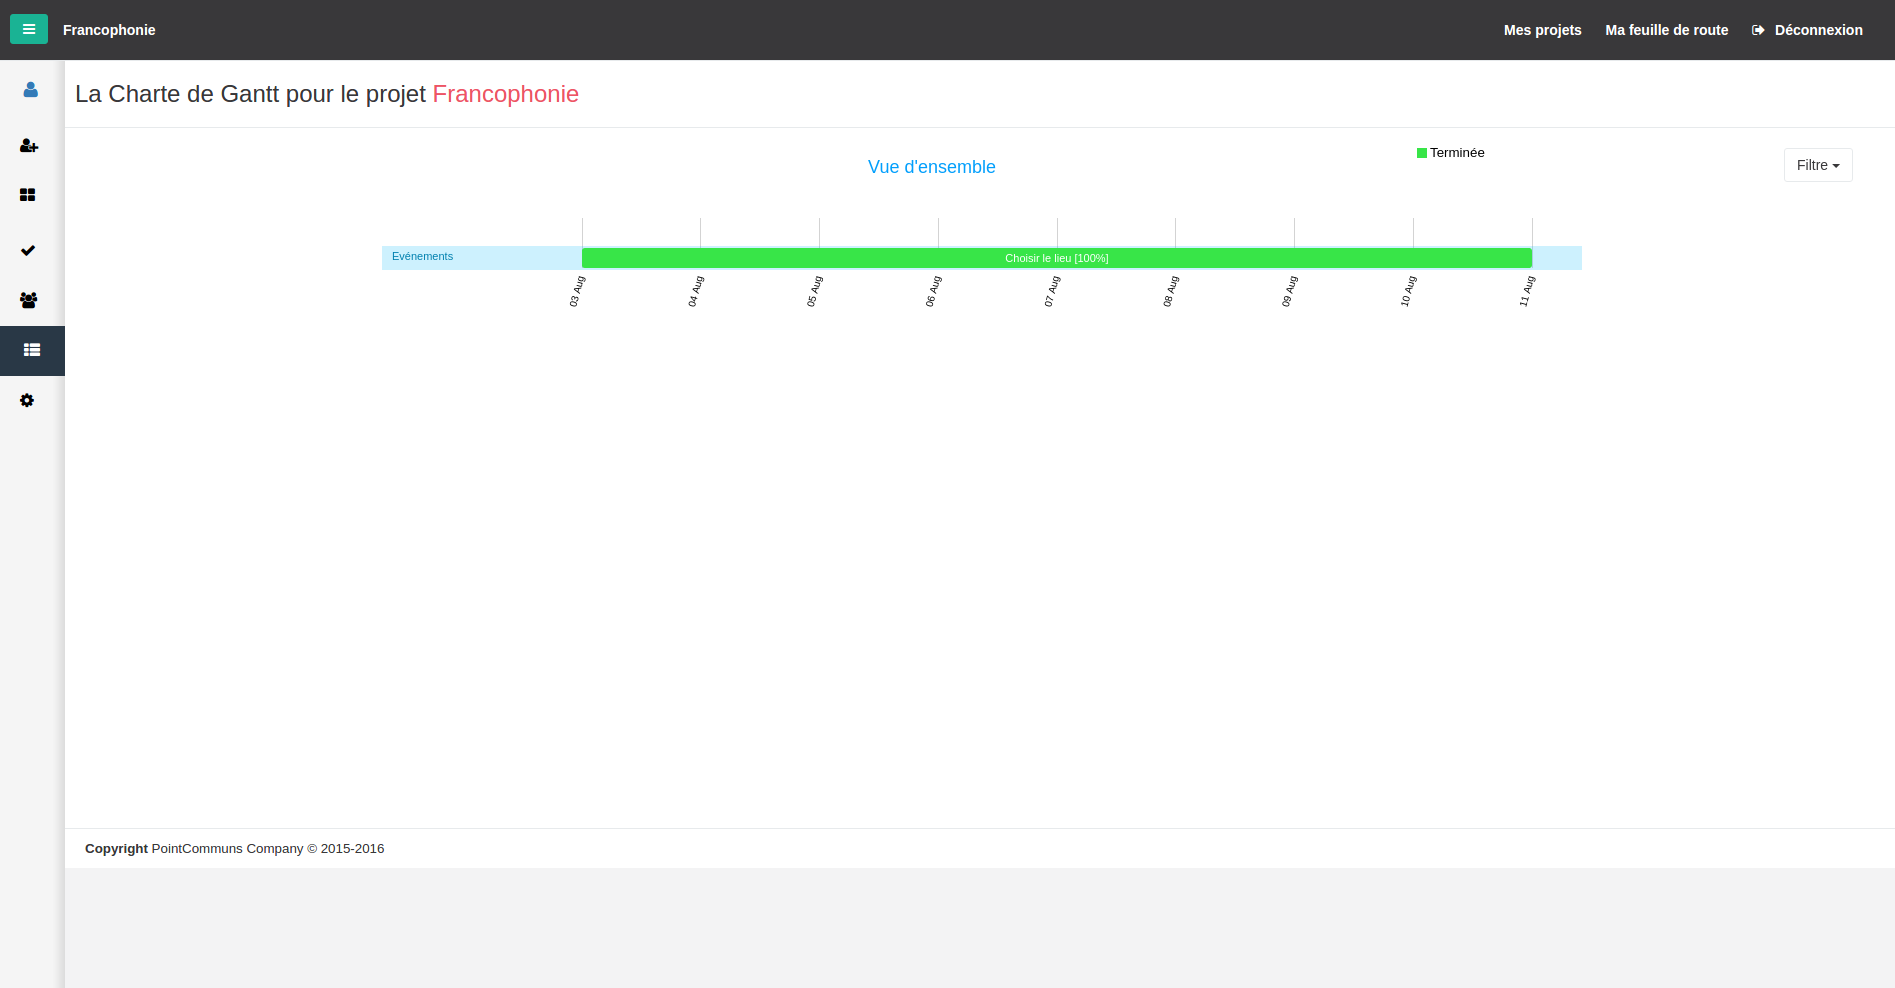 Francophonie
Mes projets
Ma feuille de route
Déconnexion
La Charte de Gantt pour le projet Francophonie
Terminée
Vue d'ensemble
Filtre
Evénements
Choisir le lieu [100%]
03 Aug
04 Aug
05 Aug
06 Aug
07 Aug
08 Aug
09 Aug
10 Aug
11 Aug
Copyright PointCommuns Company © 2015-2016